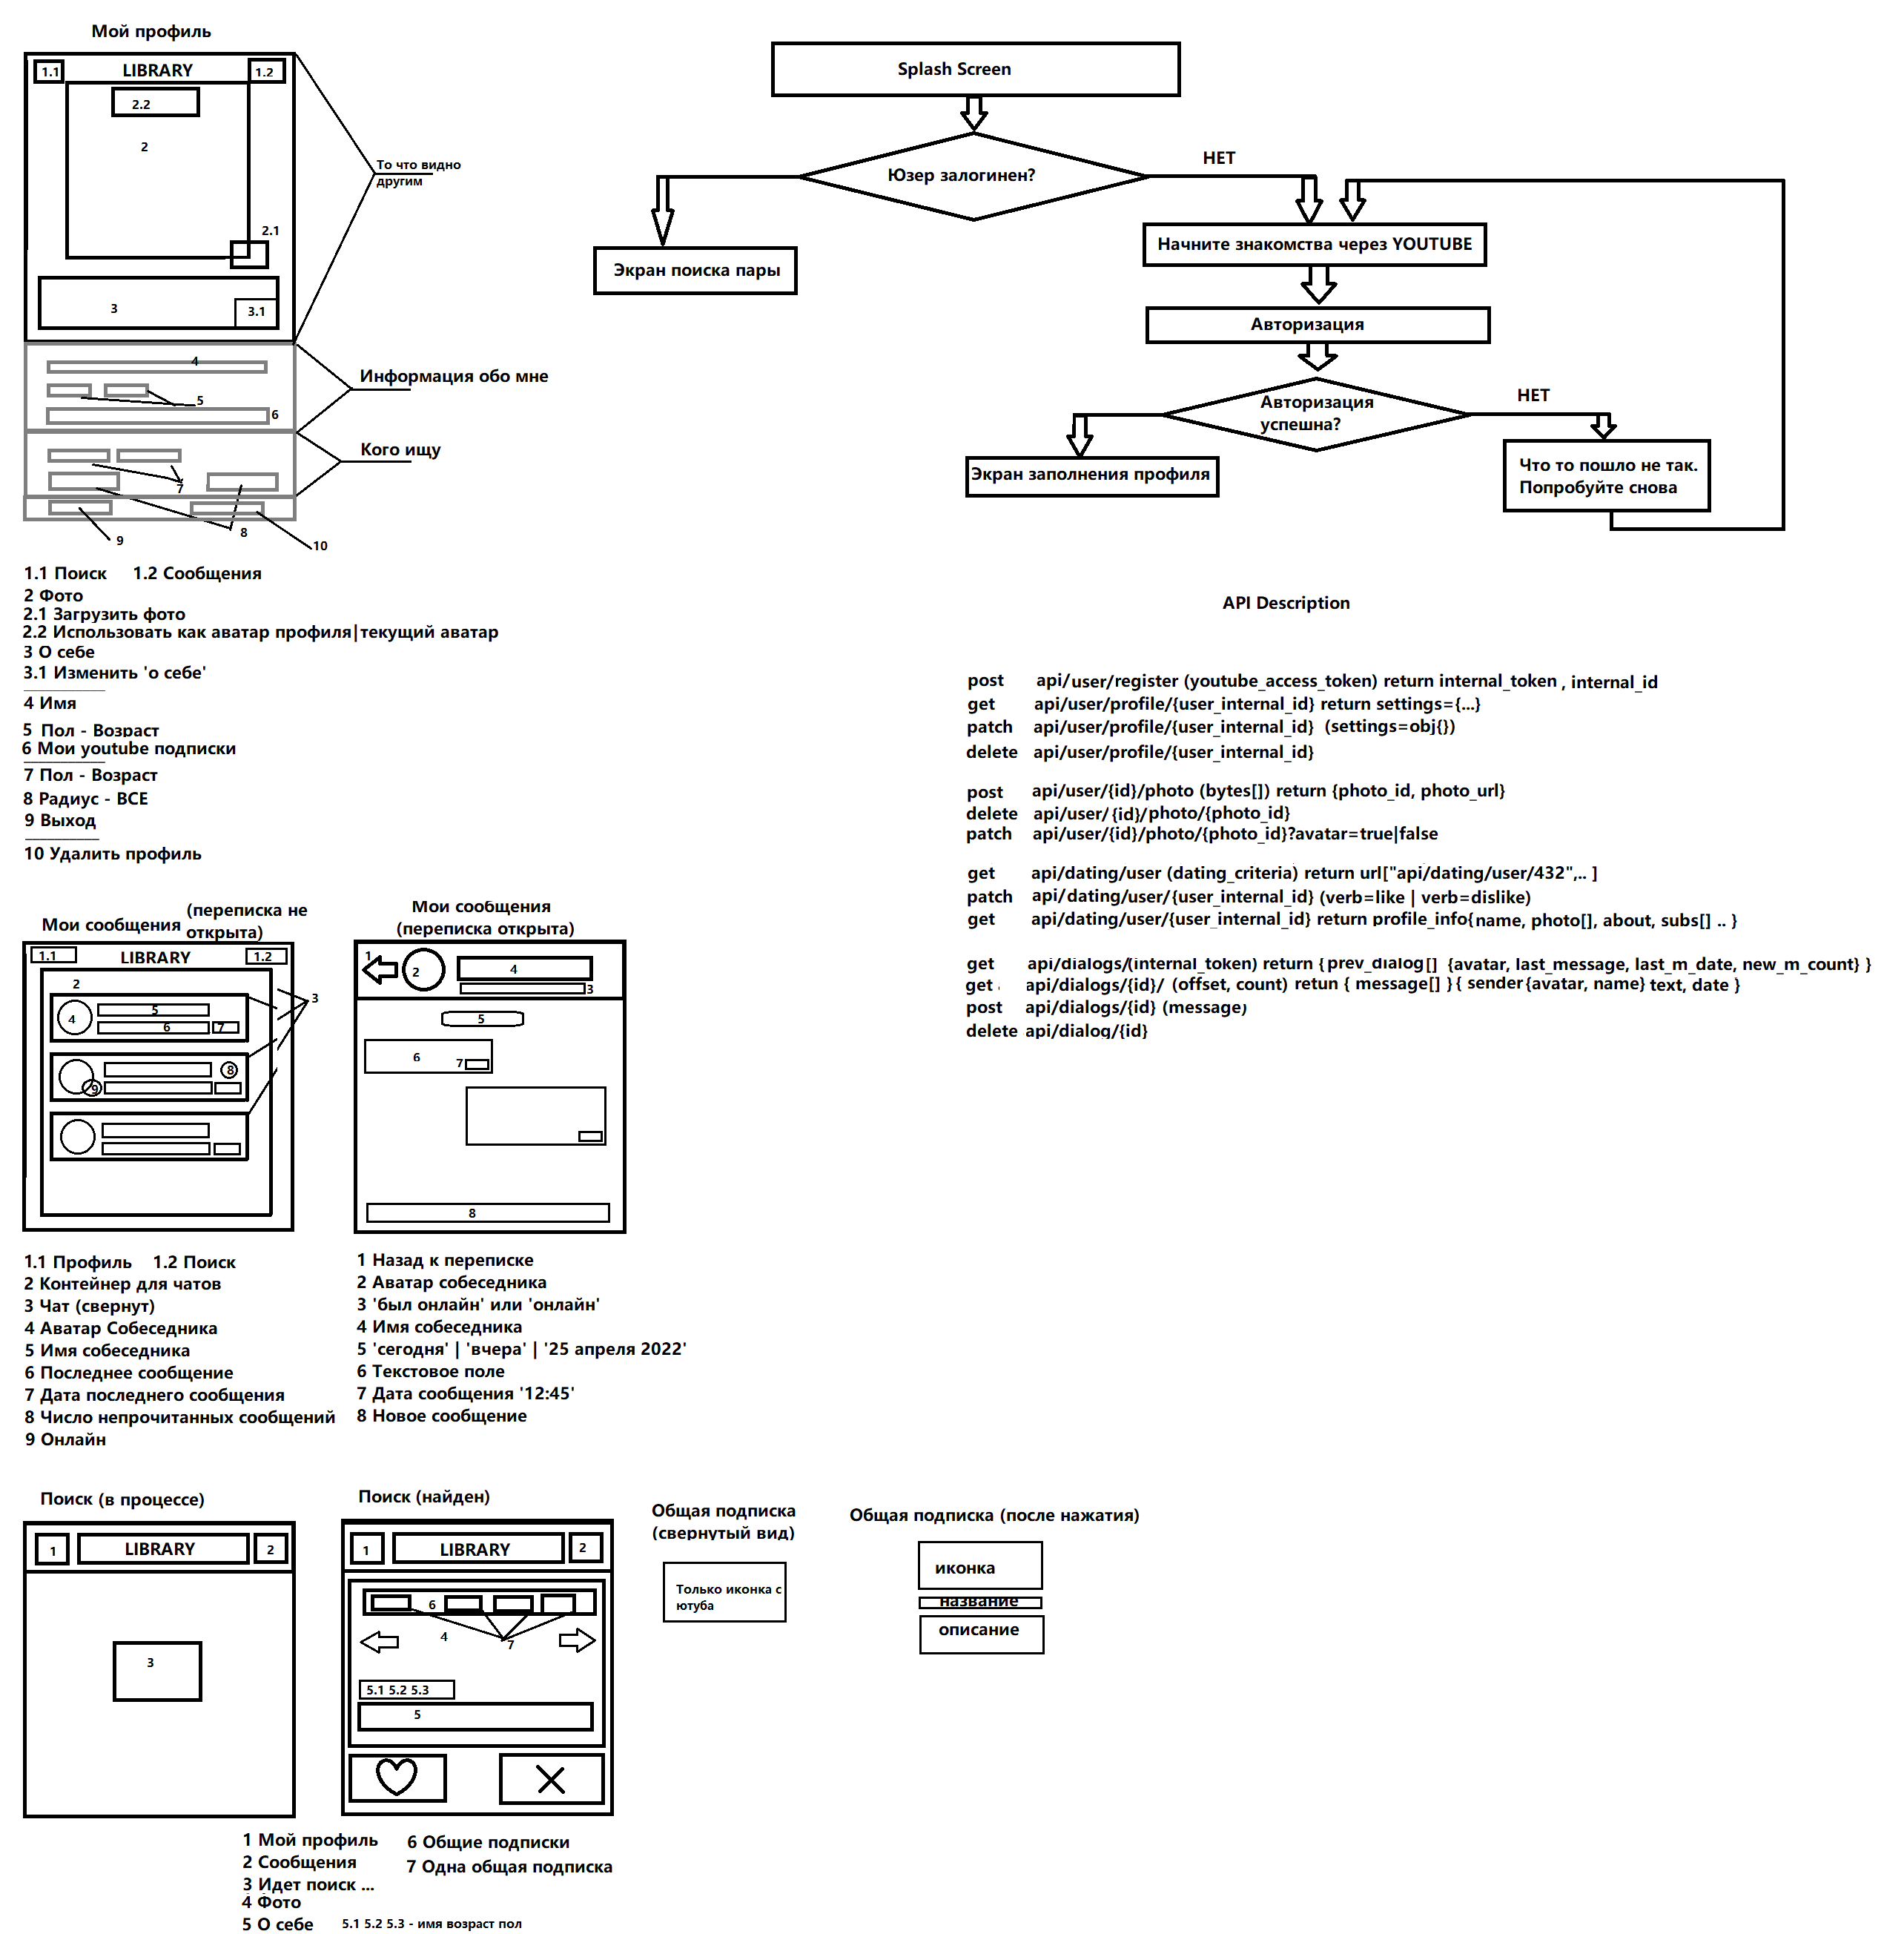 Мой профиль
1.1
LIBRARY
1.2
2.2
2
2.1
3
3.1
То что видно
другим
4
5
6
Информация обо мне
Кого ищу
7
8
9
10
1.1 Поиск 1.2 Сообщения
2 Фото
2.1 Загрузить фото
2.2 Использовать как аватар профиля|текущий аватар
3 О себе
3.1 Изменить 'о себе'
4 Имя
5 Пол - Возраст
6 Мои youtube подписки
7 Пол - Возраст
8 Радиус - ВСЕ
9 Выход
10 Удалить профиль
Splash Screen
Юзер залогинен?
НЕТ
Экран поиска пары
Начните знакомства через YOUTUBE
Авторизация
Авторизация
успешна?
НЕТ
Экран заполнения профиля
Что то пошло не так.
Попробуйте снова
API Description
post api/user/register (youtube_access_token) return internal_token , internal_id
get api/user/profile/{user_internal_id} return settings={...}
patch api/user/profile/{user_internal_id} (settings=obj{})
delete api/user/profile/{user_internal_id}
post api/user/{id}/photo (bytes[]) return {photo_id, photo_url}
delete api/user/{id}/photo/{photo_id}
patch api/user/{id}/photo/{photo_id}?avatar=true|false
get api/dating/user (dating_criteria) return url["api/dating/user/432",.. ]
patch api/dating/user/{user_internal_id} (verb=like | verb=dislike)
get api/dating/user/{user_internal_id} return profile_info{ name, photo[], about, subs[] .. }
get api/dialogs/(internal_token) return { prev_dialog[] {avatar, last_message, last_m_date, new_m_count} }
get api/dialogs/{id}/ (offset, count) retun { message[] } { sender {avatar, name} text, date }
post api/dialogs/{id} (message)
delete api/dialog/{id}
Мои сообщения (переписка не
открыта)
1.1
LIBRARY
1.2
2
3
4
5
6
7
8
9
1.1 Профиль 1.2 Поиск
2 Контейнер для чатов
3 Чат (свернут)
4 Аватар Собеседника
5 Имя собеседника
6 Последнее сообщение
7 Дата последнего сообщения
8 Число непрочитанных сообщений
9 Онлайн
Мои сообщения
(переписка открыта)
1
2
4
3
5
6
7
8
1 Назад к переписке
2 Аватар собеседника
3 'был онлайн' или 'онлайн'
4 Имя собеседника
5 'сегодня' | 'вчера' | '25 апреля 2022'
6 Текстовое поле
7 Дата сообщения '12:45'
8 Новое сообщение
Поиск (в процессе)
1
LIBRARY
2
3
Поиск (найден)
1
LIBRARY
2
6
4
7
5.1 5.2 5.3
5
1 Мой профиль
2 Сообщения
3 Идет поиск ...
4 Фото
5 О себе
5.1 5.2 5.3 - имя возраст пол
6 Общие подписки
7 Одна общая подписка
Общая подписка
(свернутый вид)
Только иконка с
ютуба
Общая подписка (после нажатия)
иконка
название
описание